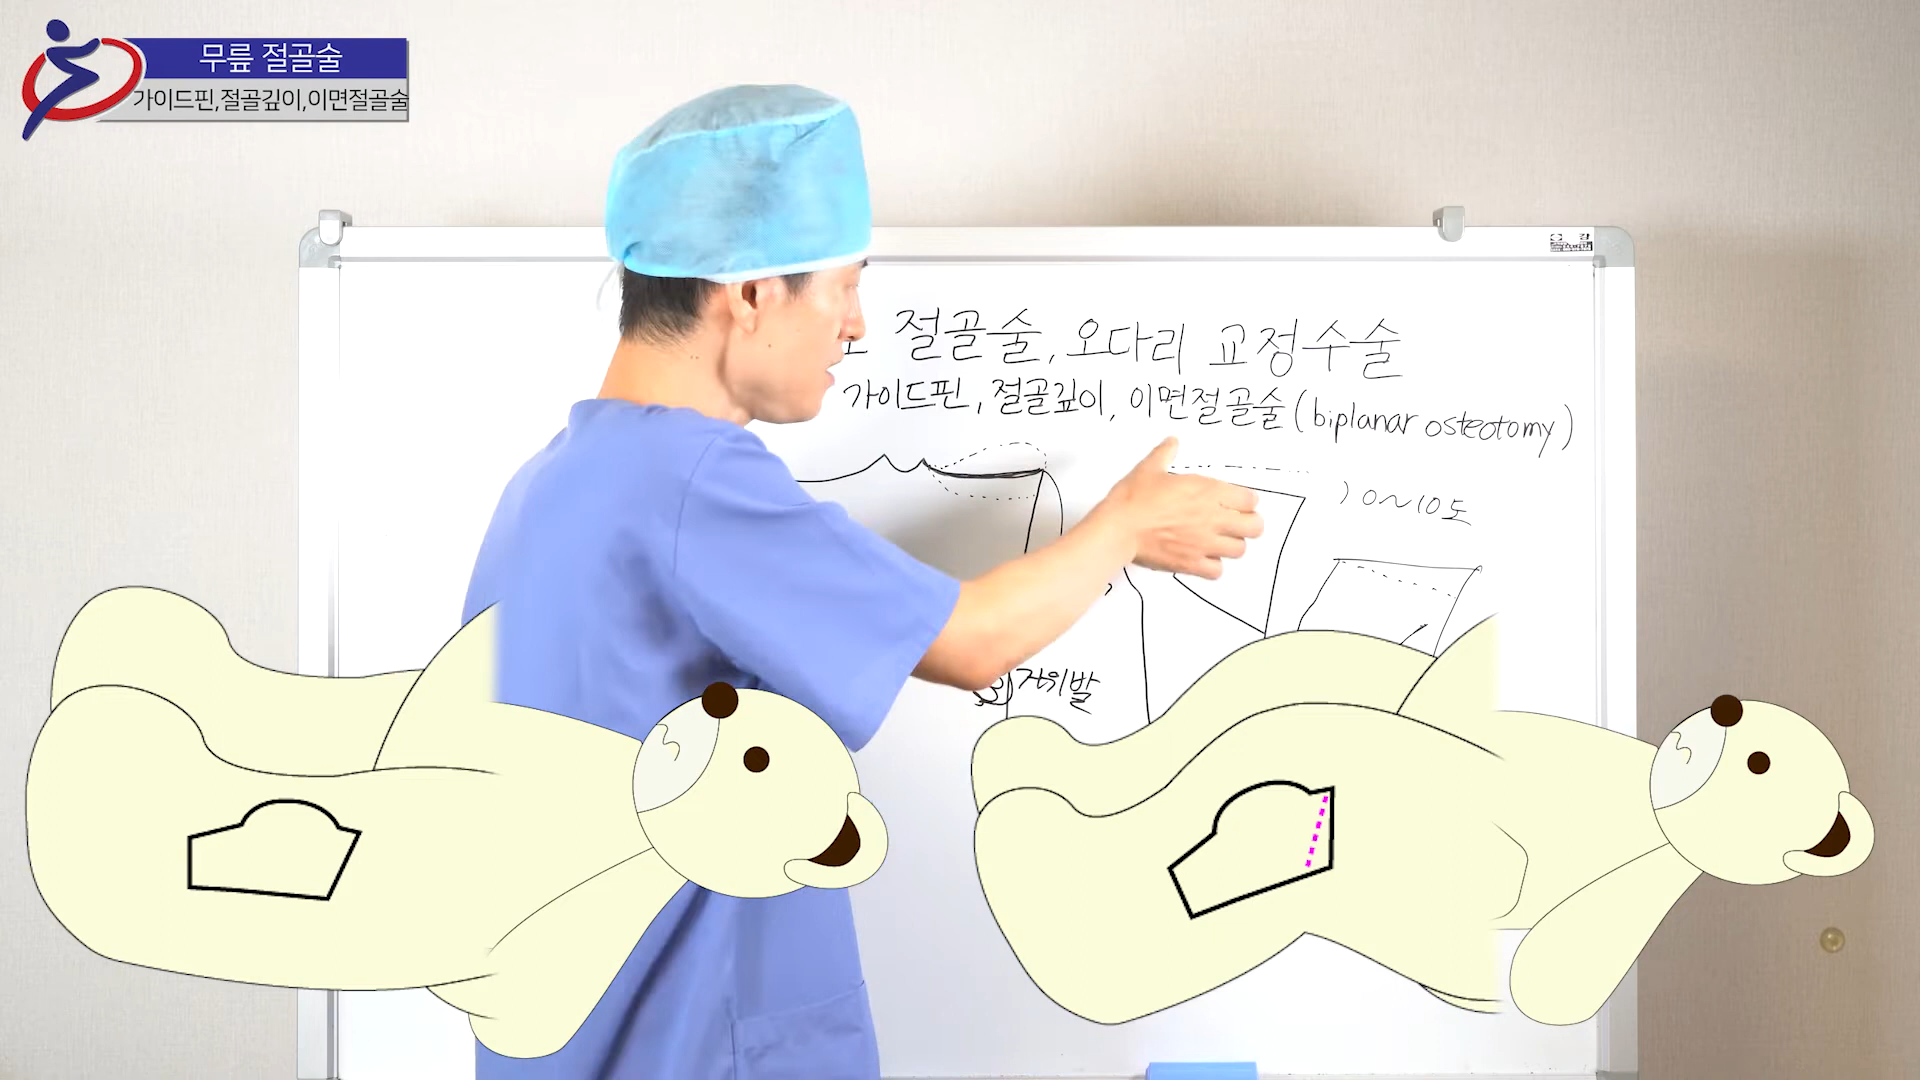 무릎 절골술
가이드핀,절골깊이,이면절골술
절골술, 오다리 교정수술
가이드핀, 절골깊이, 이면절골술 (biplanar osteotomy)
) 0~10도
자위발